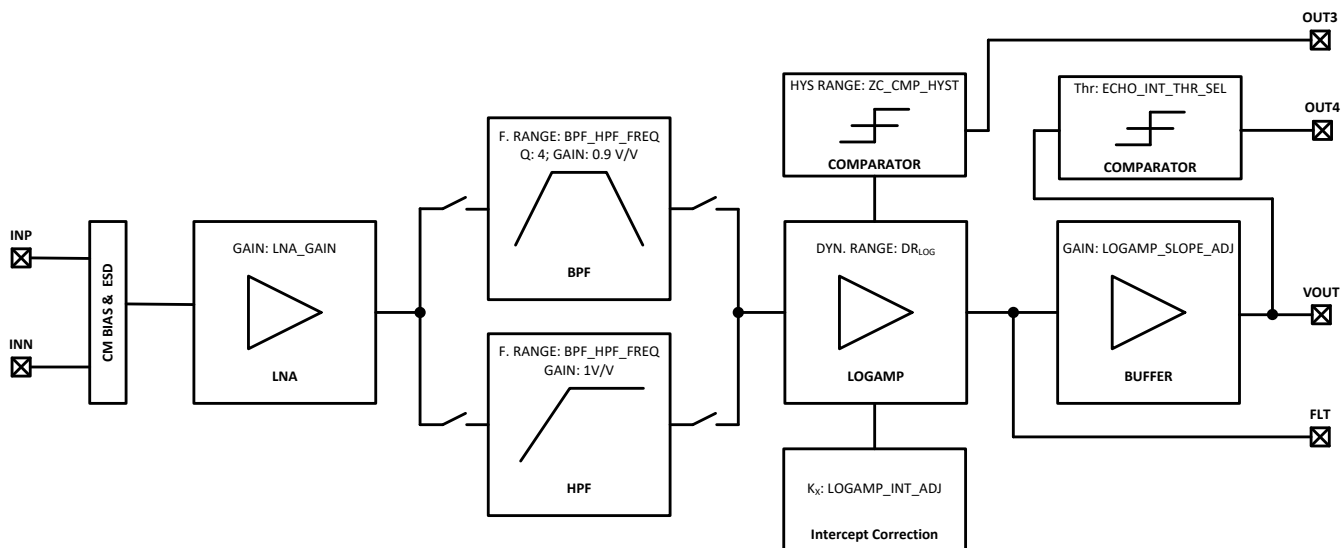 OUT3
HYS RANGE: ZC_CMP_HYST
COMPARATOR
Thr: ECHO_INT_THR_SEL
COMPARATOR
OUT4
F. RANGE: BPF_HPF_FREQ
Q: 4; GAIN: 0.9 V/V
BPF
INP
INN
CM BIAS & ESD
GAIN: LNA_GAIN
LNA
DYN. RANGE: DRLOG
LOGAMP
GAIN: LOGAMP_SLOPE_ADJ
BUFFER
VOUT
F. RANGE: BPF_HPF_FREQ
GAIN: 1V/V
HPF
FLT
KX: LOGAMP_INT_ADJ
Intercept Correction